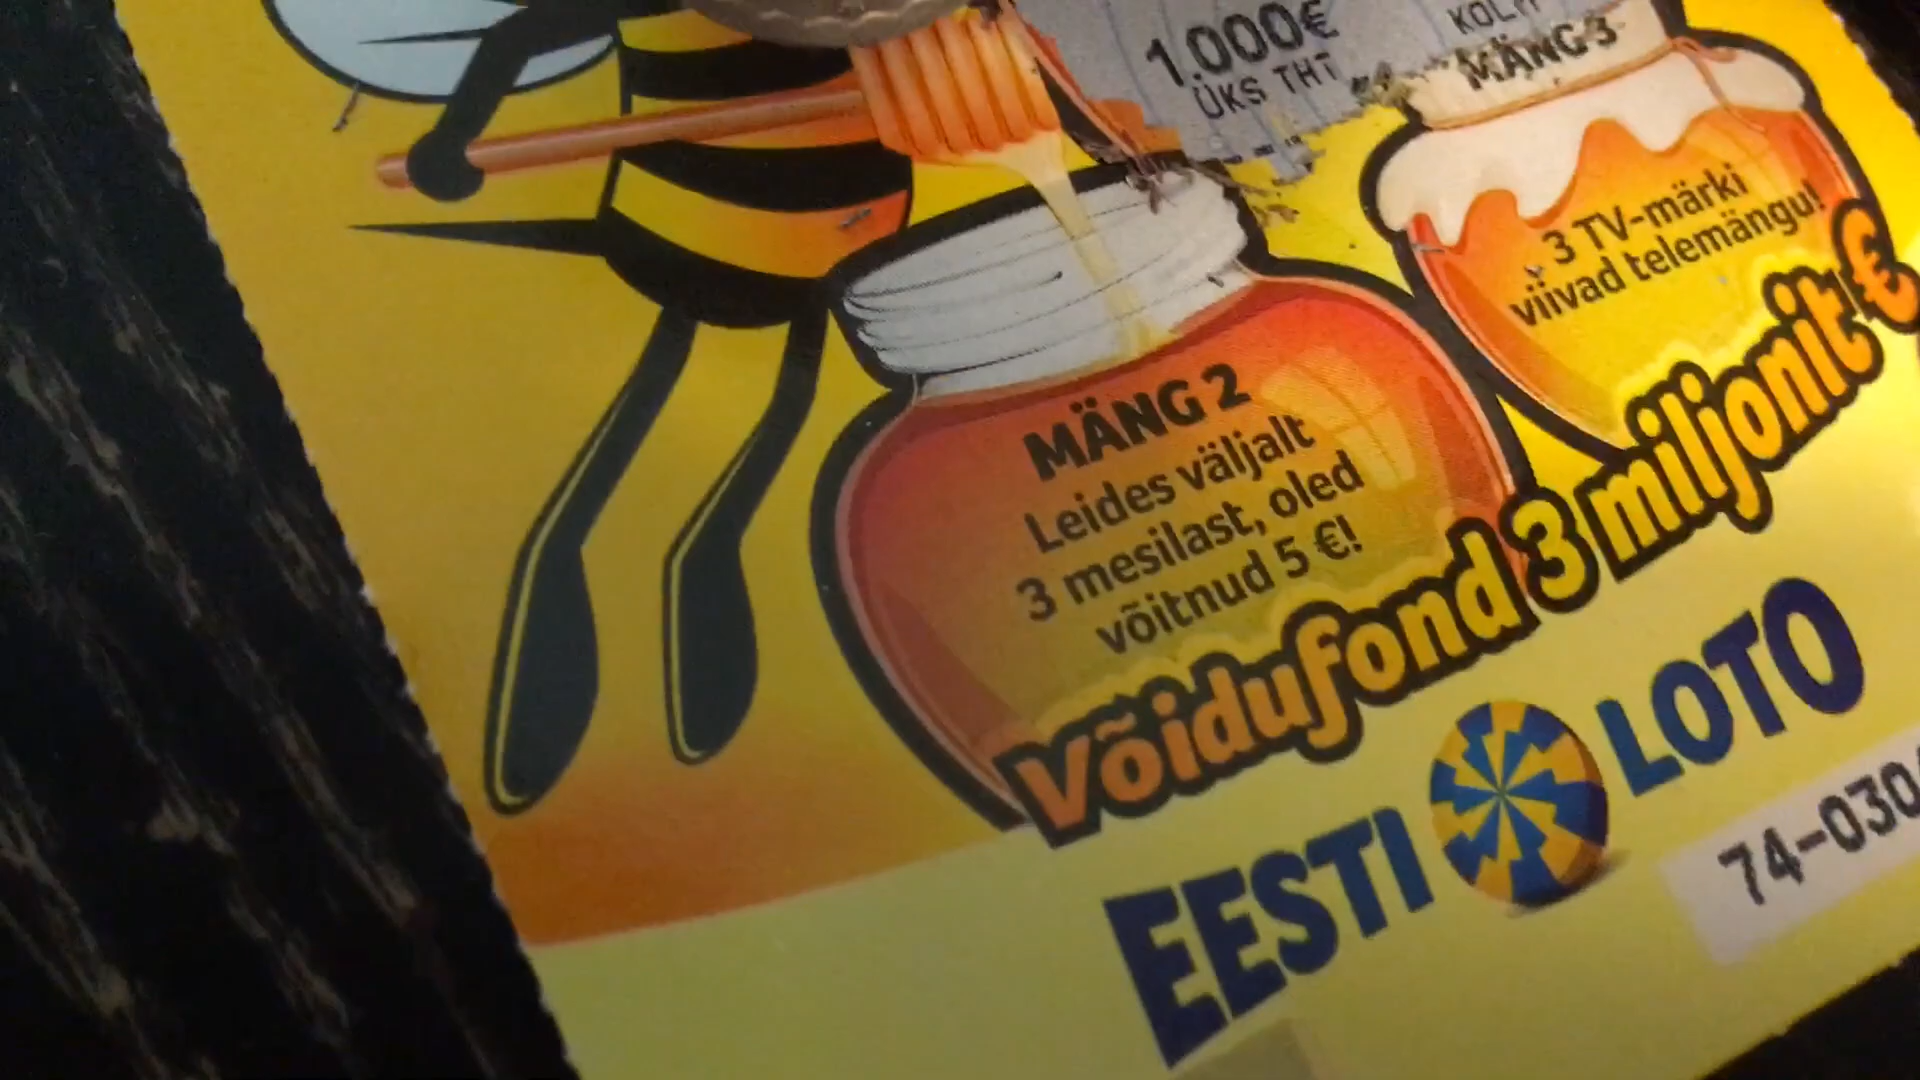 1.000€
ÜKS THT
MÄNG 3
3 TV-märki
viivad telemängu!
MÄNG 2
Leides väljalt
3 mesilast, oled
võitnud 5 €!
Võidufond 3 miljonit €
EESTI LOTO
74-030